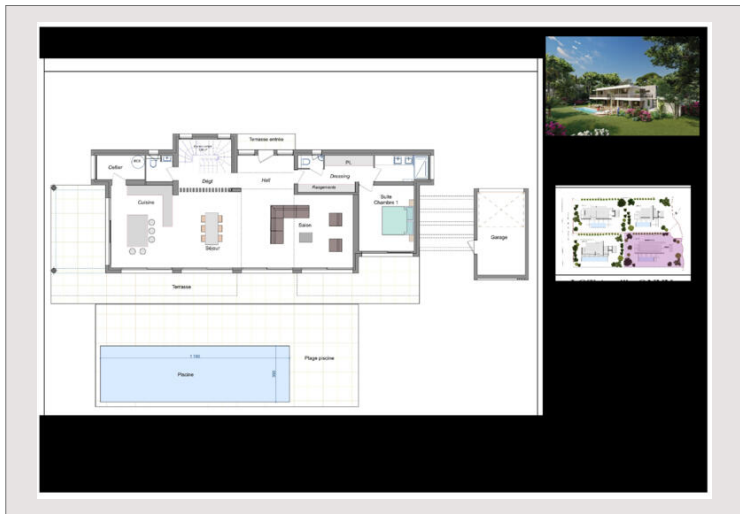 Terrasse entrée
Cellier
Pl.
Dégt
Hall
Dressing
Rangements
Suite
Chambre 1
Cuisine
Salon
Séjour
Garage
Terrasse
Plage piscine
Piscine